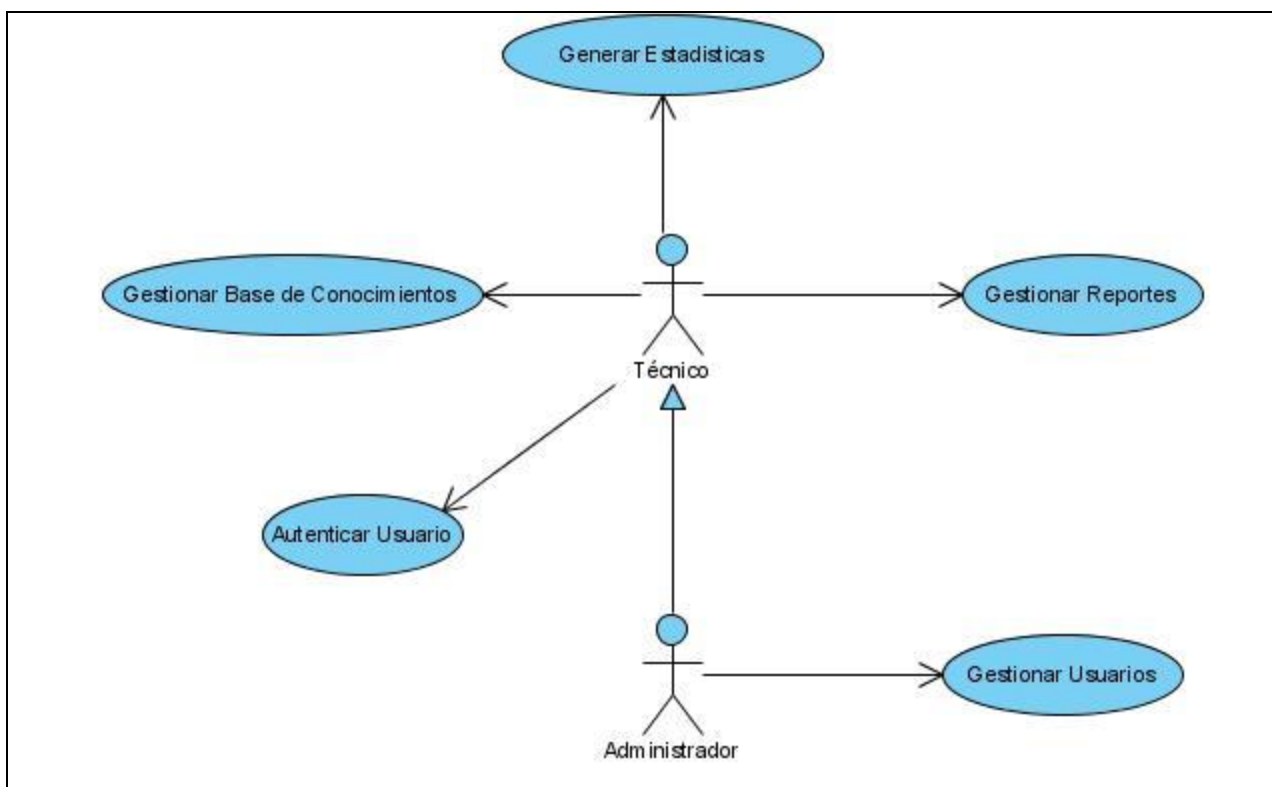 Generar Estadisticas
Gestionar Base de Conocimientos
Gestionar Reportes
Técnico
Autenticar Usuario
Gestionar Usuarios
Administrador